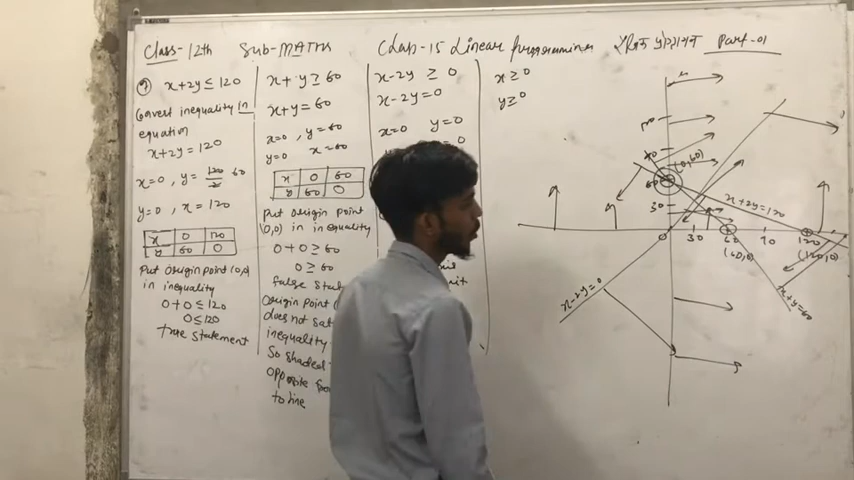 Class-12th Sub-MATHS Class-15 Linear Programming रैखिक प्रोग्रामन Part-01
x+2y ≤ 120
Convert inequality in
equation
x+2y = 120
x=0, y = 120/2 60
y=0, x = 120
x 0 120
y 60 0
Put origin point (0,0)
in inequality
0+0 ≤ 120
0 ≤ 120
True statement
x+y ≥ 60
x+y = 60
x=0, y = 60
y=0 x = 60
x 0 60
y 60 0
Put origin point
(0,0) in inequality
0+0 ≥ 60
0 ≥ 60
false
Origin point
does not
inequality
So shaded
opposite
to line
x-2y ≥ 0
x-2y = 0
x=0 y=0
x ≥ 0
y ≥ 0
(0,60)
60
30
x+2y=120
0 30 60 90 120
(60,0) (120,0)
x-2y=0
x+y=60